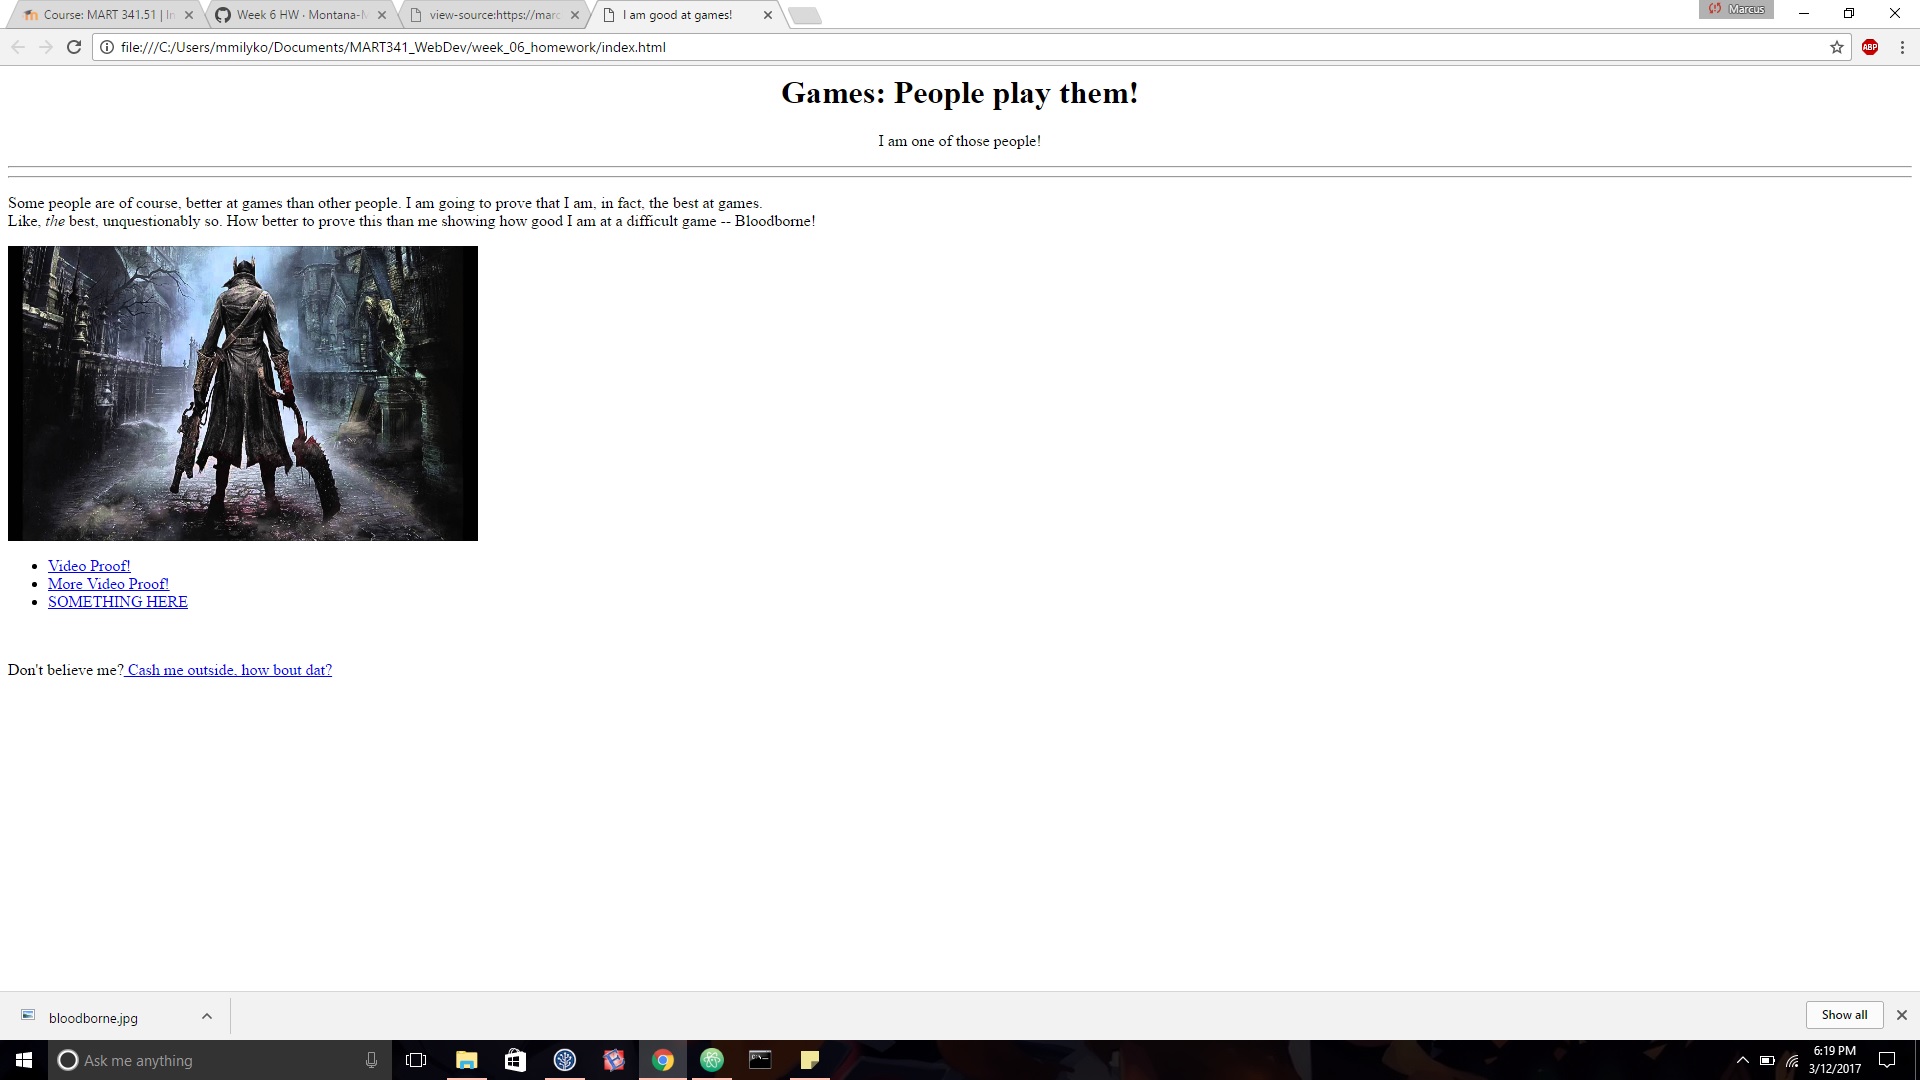 Course: MART 341.51 | In
Week 6 HW · Montana-M
view-source:https://marc
I am good at games!
Marcus
file:///C:/Users/mmilyko/Documents/MART341_WebDev/week_06_homework/index.html
ABP
Games: People play them!
I am one of those people!
Some people are of course, better at games than other people. I am going to prove that I am, in fact, the best at games.
Like, the best, unquestionably so. How better to prove this than me showing how good I am at a difficult game -- Bloodborne!
Video Proof!
More Video Proof!
SOMETHING HERE
Don't believe me? Cash me outside, how bout dat?
bloodborne.jpg
Show all
Ask me anything
6:19 PM
3/12/2017